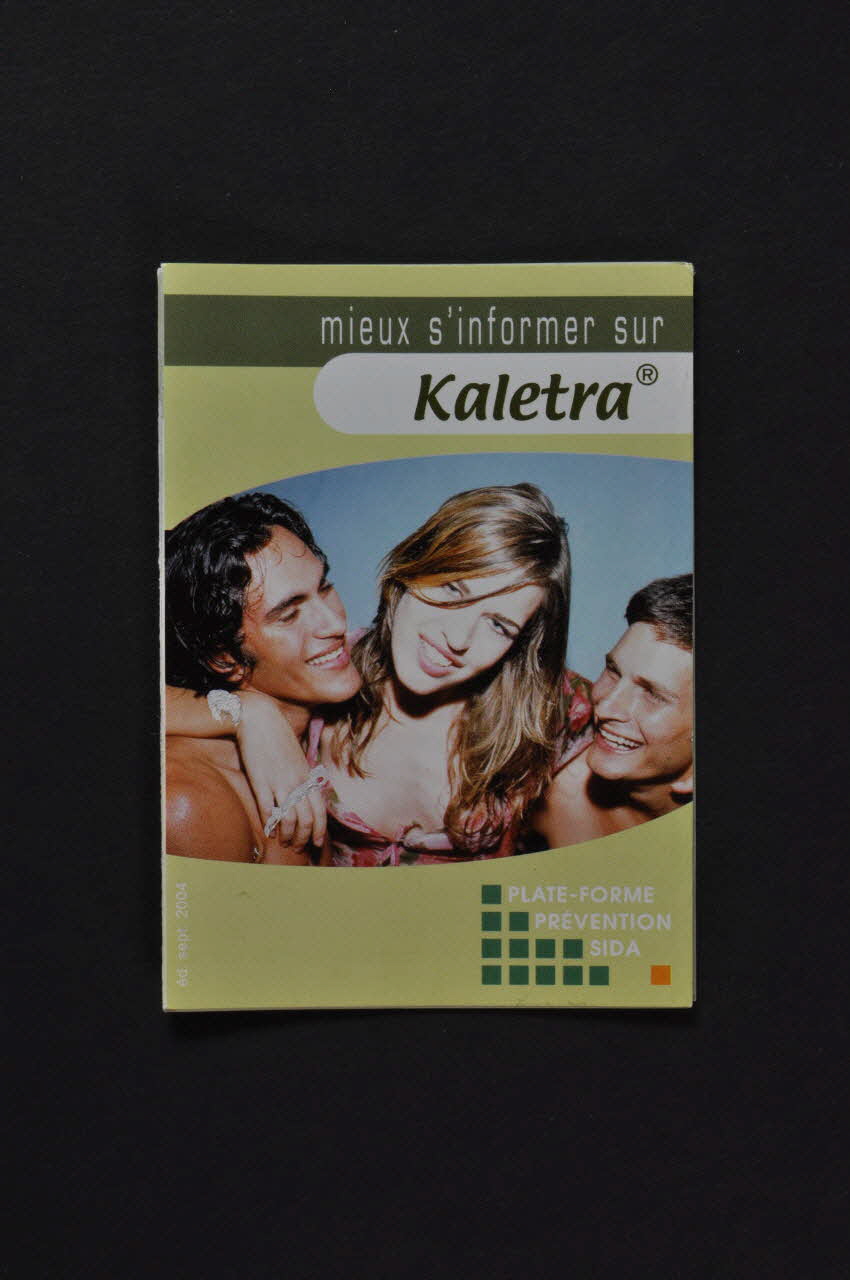 mieux s'informer sur
Kaletra®
éd. sept. 2004
PLATE-FORME
PRÉVENTION
SIDA